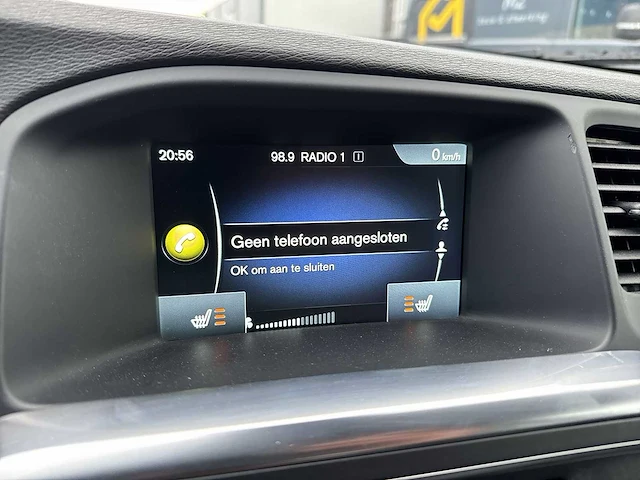 20:56
98.9 RADIO 1
0 km/h
Geen telefoon aangesloten
OK om aan te sluiten